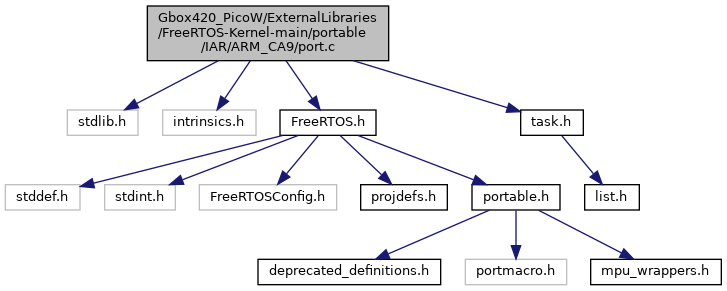 Gbox420_PicoW/ExternalLibraries
/FreeRTOS-Kernel-main/portable
/IAR/ARM_CA9/port.c
stdlib.h
intrinsics.h
FreeRTOS.h
task.h
stddef.h
stdint.h
FreeRTOSConfig.h
projdefs.h
portable.h
list.h
deprecated_definitions.h
portmacro.h
mpu_wrappers.h